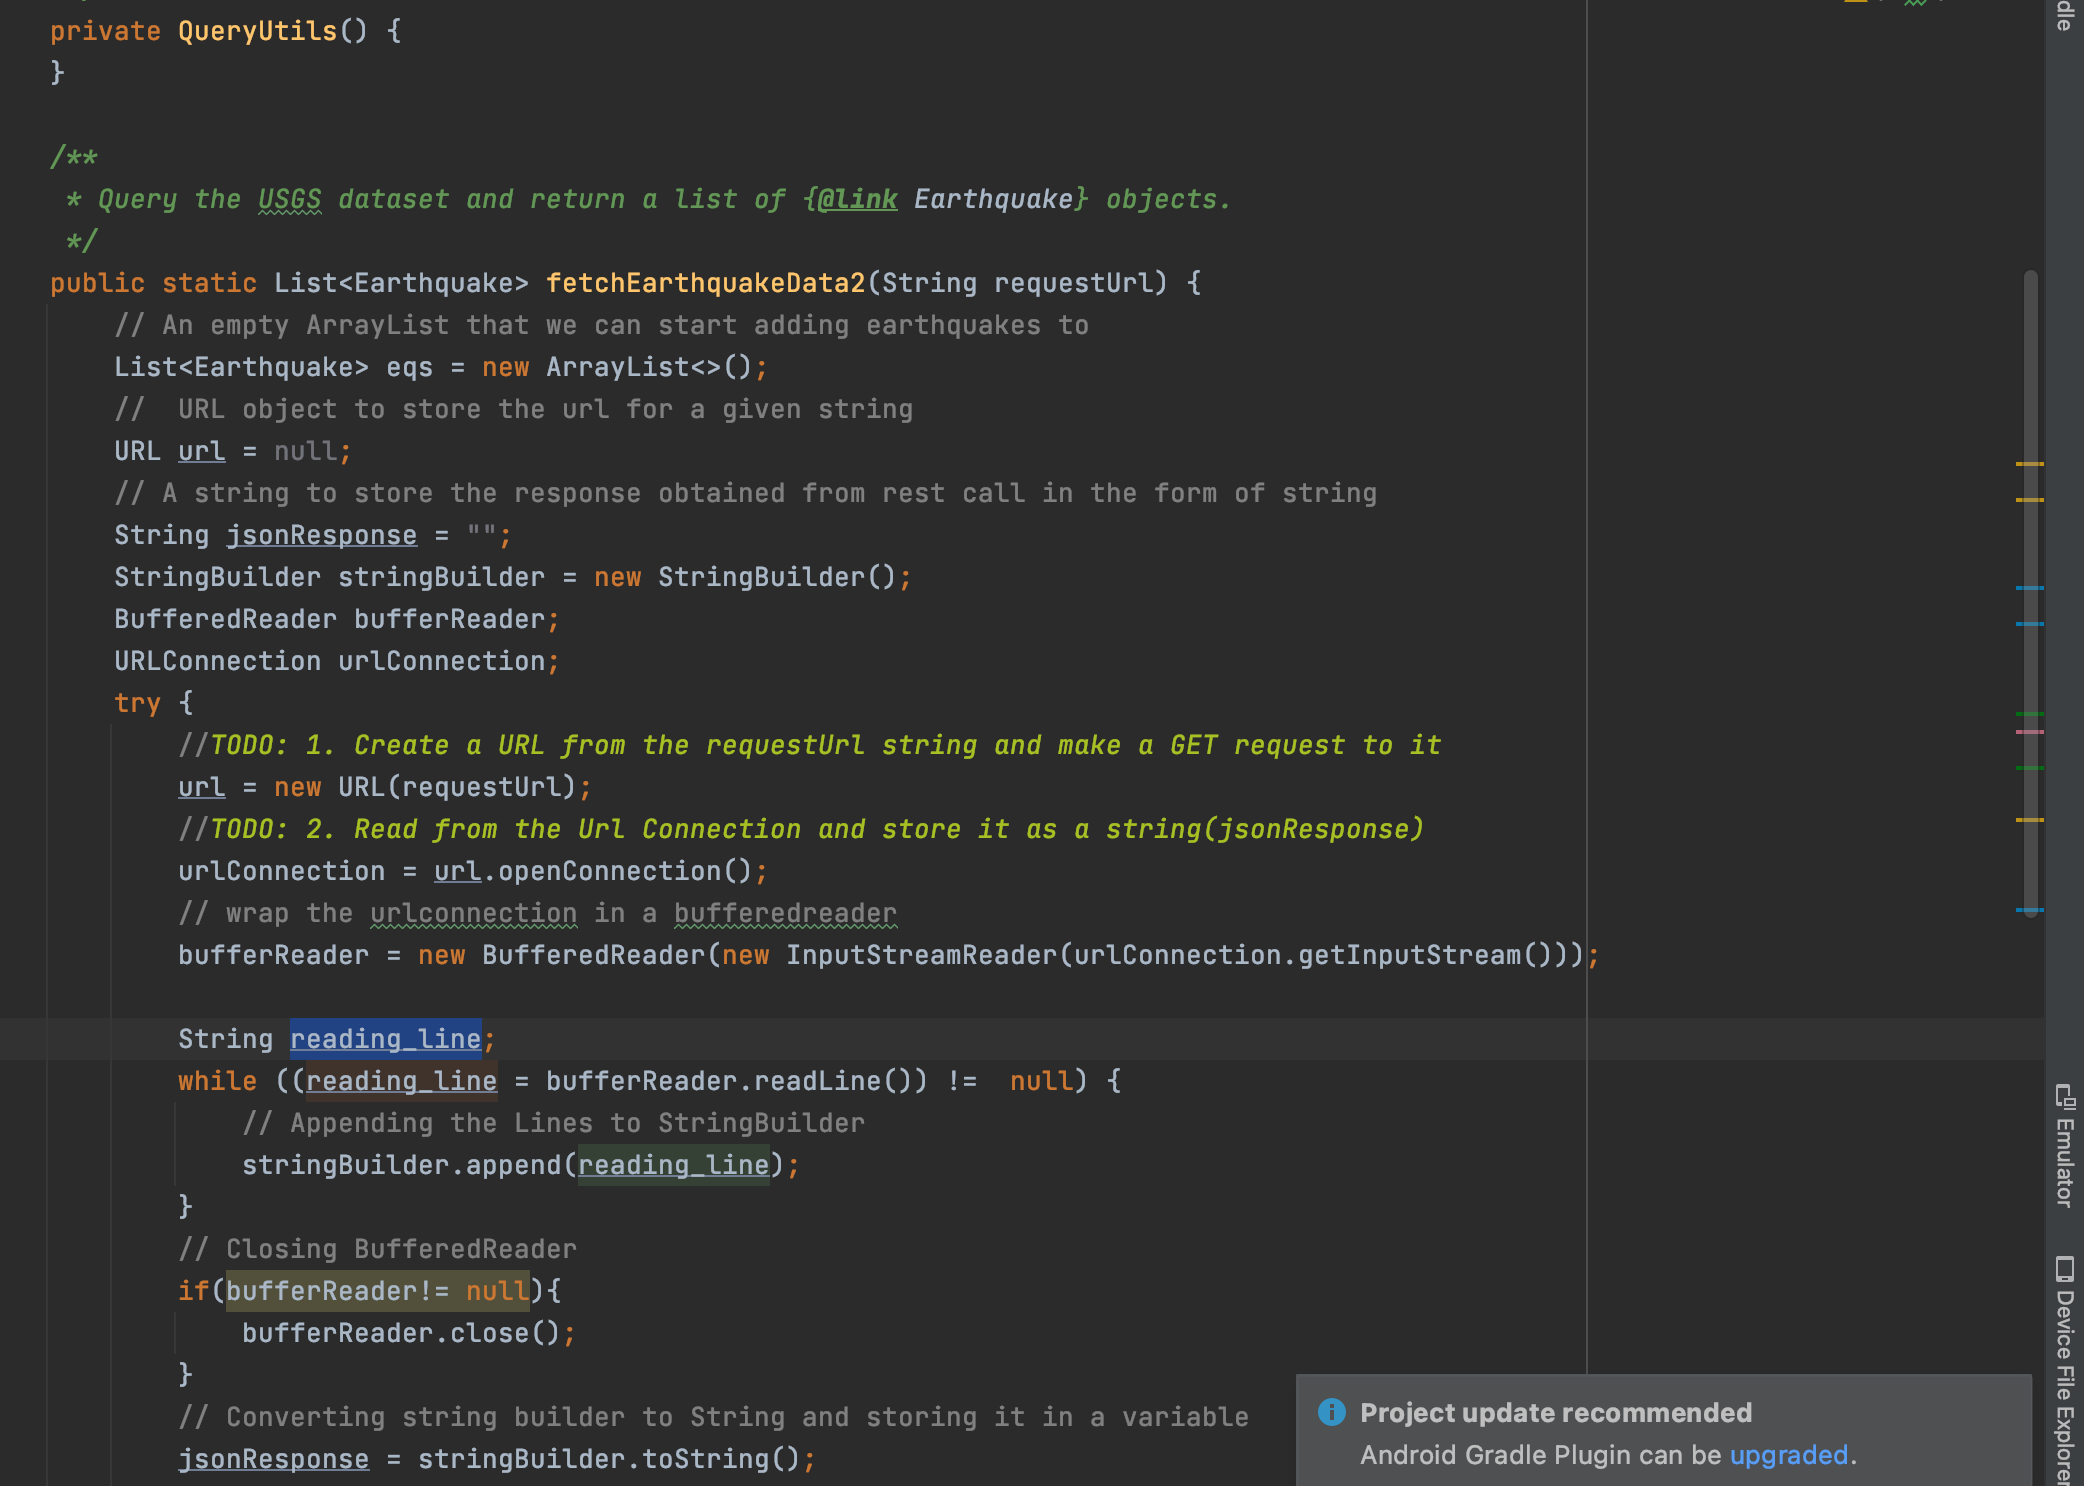 private QueryUtils() {
}
/**
 * Query the USGS dataset and return a list of {@link Earthquake} objects.
 */
public static List<Earthquake> fetchEarthquakeData2(String requestUrl) {
    // An empty ArrayList that we can start adding earthquakes to
    List<Earthquake> eqs = new ArrayList<>();
    //  URL object to store the url for a given string
    URL url = null;
    // A string to store the response obtained from rest call in the form of string
    String jsonResponse = "";
    StringBuilder stringBuilder = new StringBuilder();
    BufferedReader bufferReader;
    URLConnection urlConnection;
    try {
        //TODO: 1. Create a URL from the requestUrl string and make a GET request to it
        url = new URL(requestUrl);
        //TODO: 2. Read from the Url Connection and store it as a string(jsonResponse)
        urlConnection = url.openConnection();
        // wrap the urlconnection in a bufferedreader
        bufferReader = new BufferedReader(new InputStreamReader(urlConnection.getInputStream()));
        String reading_line;
        while ((reading_line = bufferReader.readLine()) !=  null) {
            // Appending the Lines to StringBuilder
            stringBuilder.append(reading_line);
        }
        // Closing BufferedReader
        if(bufferReader!= null){
            bufferReader.close();
        }
        // Converting string builder to String and storing it in a variable
        jsonResponse = stringBuilder.toString();
Project update recommended
Android Gradle Plugin can be upgraded.
dle
Emulator
Device File Explorer